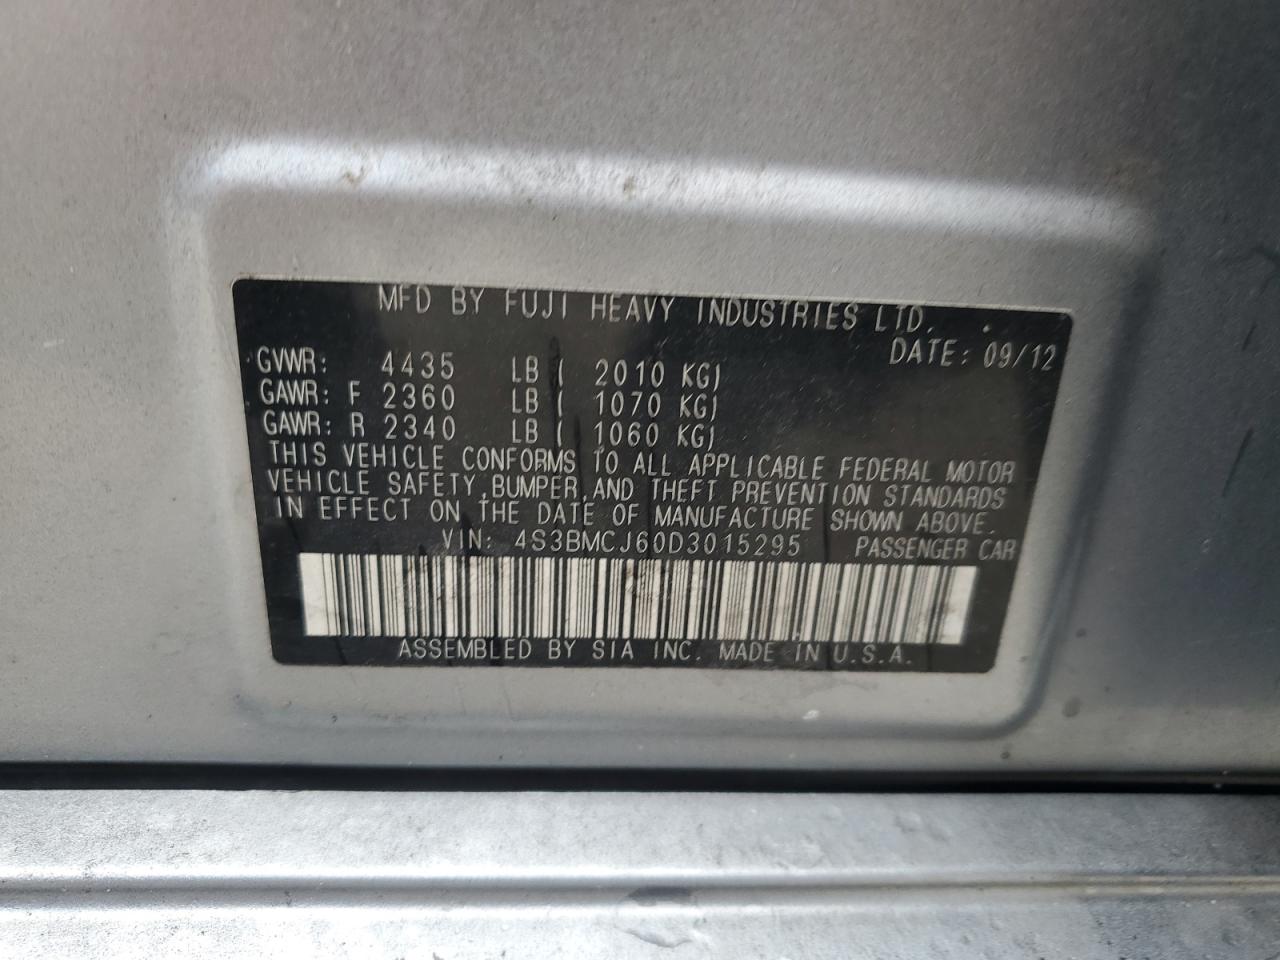 MFD BY FUJI HEAVY INDUSTRIES LTD.
DATE: 09/12
GVWR: 4435 LB ( 2010 KG)
GAWR: F 2360 LB ( 1070 KG)
GAWR: R 2340 LB ( 1060 KG)
THIS VEHICLE CONFORMS TO ALL APPLICABLE FEDERAL MOTOR
VEHICLE SAFETY, BUMPER, AND THEFT PREVENTION STANDARDS
IN EFFECT ON THE DATE OF MANUFACTURE SHOWN ABOVE.
VIN: 4S3BMCJ60D3015295 PASSENGER CAR
ASSEMBLED BY SIA INC. MADE IN U.S.A.